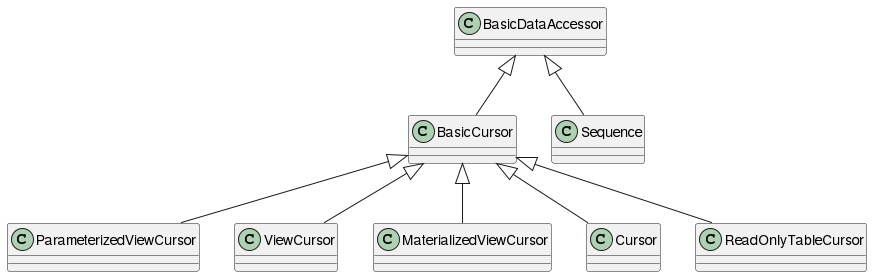 C BasicDataAccessor
C BasicCursor
C Sequence
C ParameterizedViewCursor
C ViewCursor
C MaterializedViewCursor
C Cursor
C ReadOnlyTableCursor